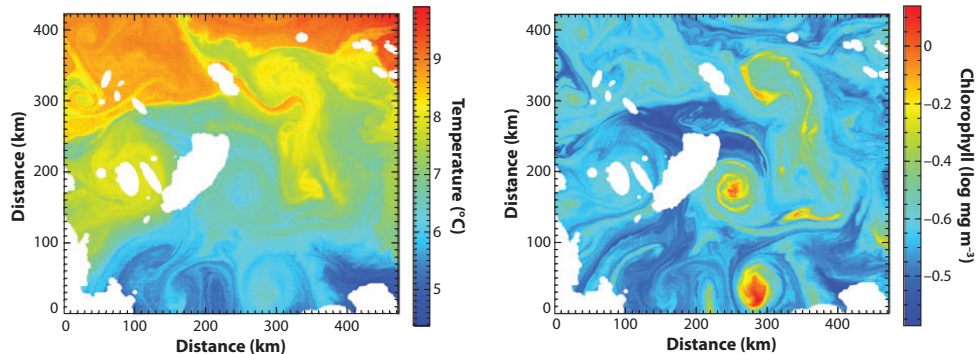 Distance (km)
400
300
200
100
0
0 100 200 300 400
Distance (km)
9
8
7
6
5
Temperature (°C)
Distance (km)
400
300
200
100
0
0 100 200 300 400
Distance (km)
0
-0.2
-0.4
-0.6
-0.5
Chlorophyll (log mg m⁻³)